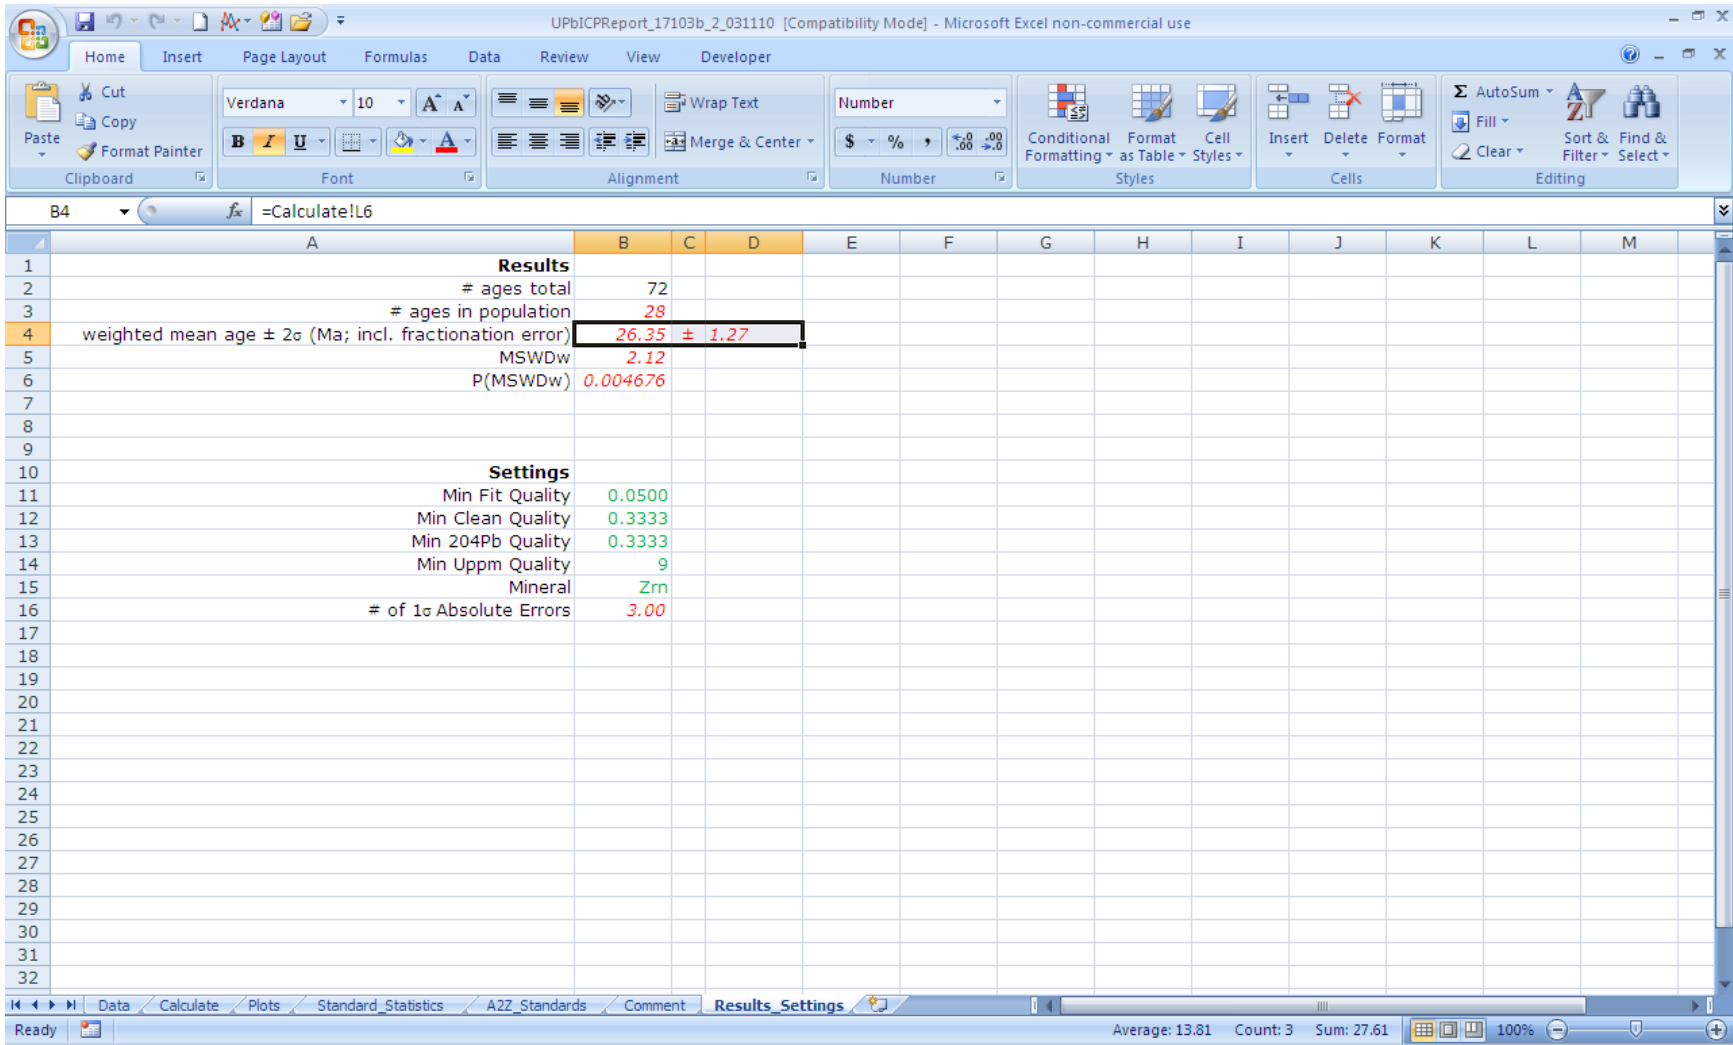 UPbICPReport_17103b_2_031110 [Compatibility Mode] - Microsoft Excel non-commercial use
Home Insert Page Layout Formulas Data Review View Developer
Paste
Cut
Copy
Format Painter
Clipboard
Verdana 10 A A
B I U A
Font
Wrap Text
Merge & Center
Alignment
Number
$ % , .0 .00 .00 .0
Number
Conditional Formatting
Format as Table
Cell Styles
Styles
Insert Delete Format
Cells
Σ AutoSum
Fill
Clear
Sort & Filter
Find & Select
Editing
B4 fx =Calculate!L6
A B C D E F G H I J K L M
1 Results
2 # ages total 72
3 # ages in population 28
4 weighted mean age ± 2σ (Ma; incl. fractionation error) 26.35 ± 1.27
5 MSWDw 2.12
6 P(MSWDw) 0.004676
7
8
9
10 Settings
11 Min Fit Quality 0.0500
12 Min Clean Quality 0.3333
13 Min 204Pb Quality 0.3333
14 Min Uppm Quality 9
15 Mineral Zrn
16 # of 1σ Absolute Errors 3.00
17
18
19
20
21
22
23
24
25
26
27
28
29
30
31
32
Data Calculate Plots Standard_Statistics A2Z_Standards Comment Results_Settings
Ready Average: 13.81 Count: 3 Sum: 27.61 100%